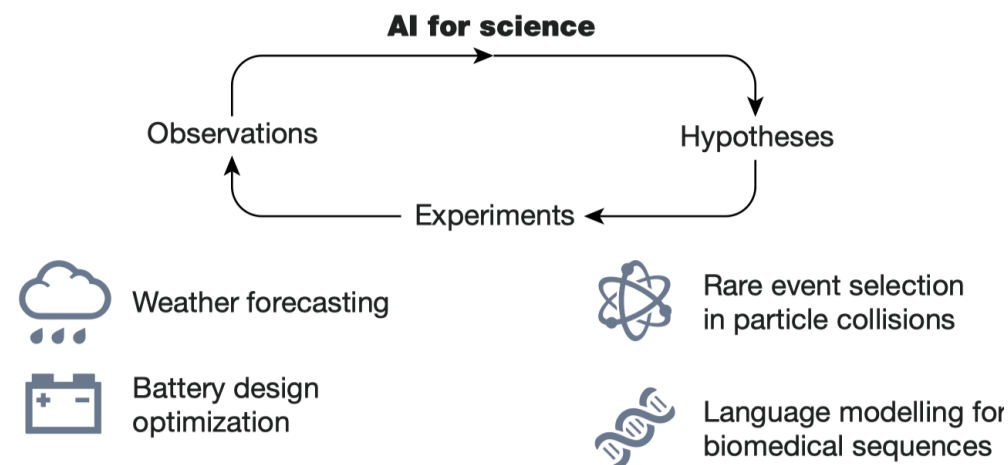 AI for science
Observations
Hypotheses
Experiments
Weather forecasting
Rare event selection
in particle collisions
Battery design
optimization
Language modelling for
biomedical sequences